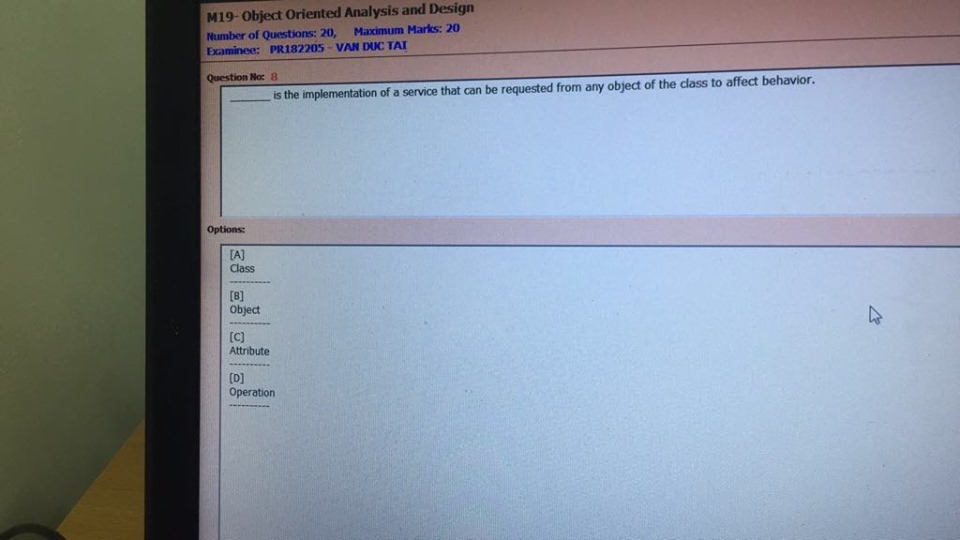 M19- Object Oriented Analysis and Design
Number of Questions: 20, Maximum Marks: 20
Examinee: PR182205 - VAN DUC TAI
Question No: 8
_______ is the implementation of a service that can be requested from any object of the class to affect behavior.
Options:
[A]
Class
----------
[B]
Object
----------
[C]
Attribute
----------
[D]
Operation
----------